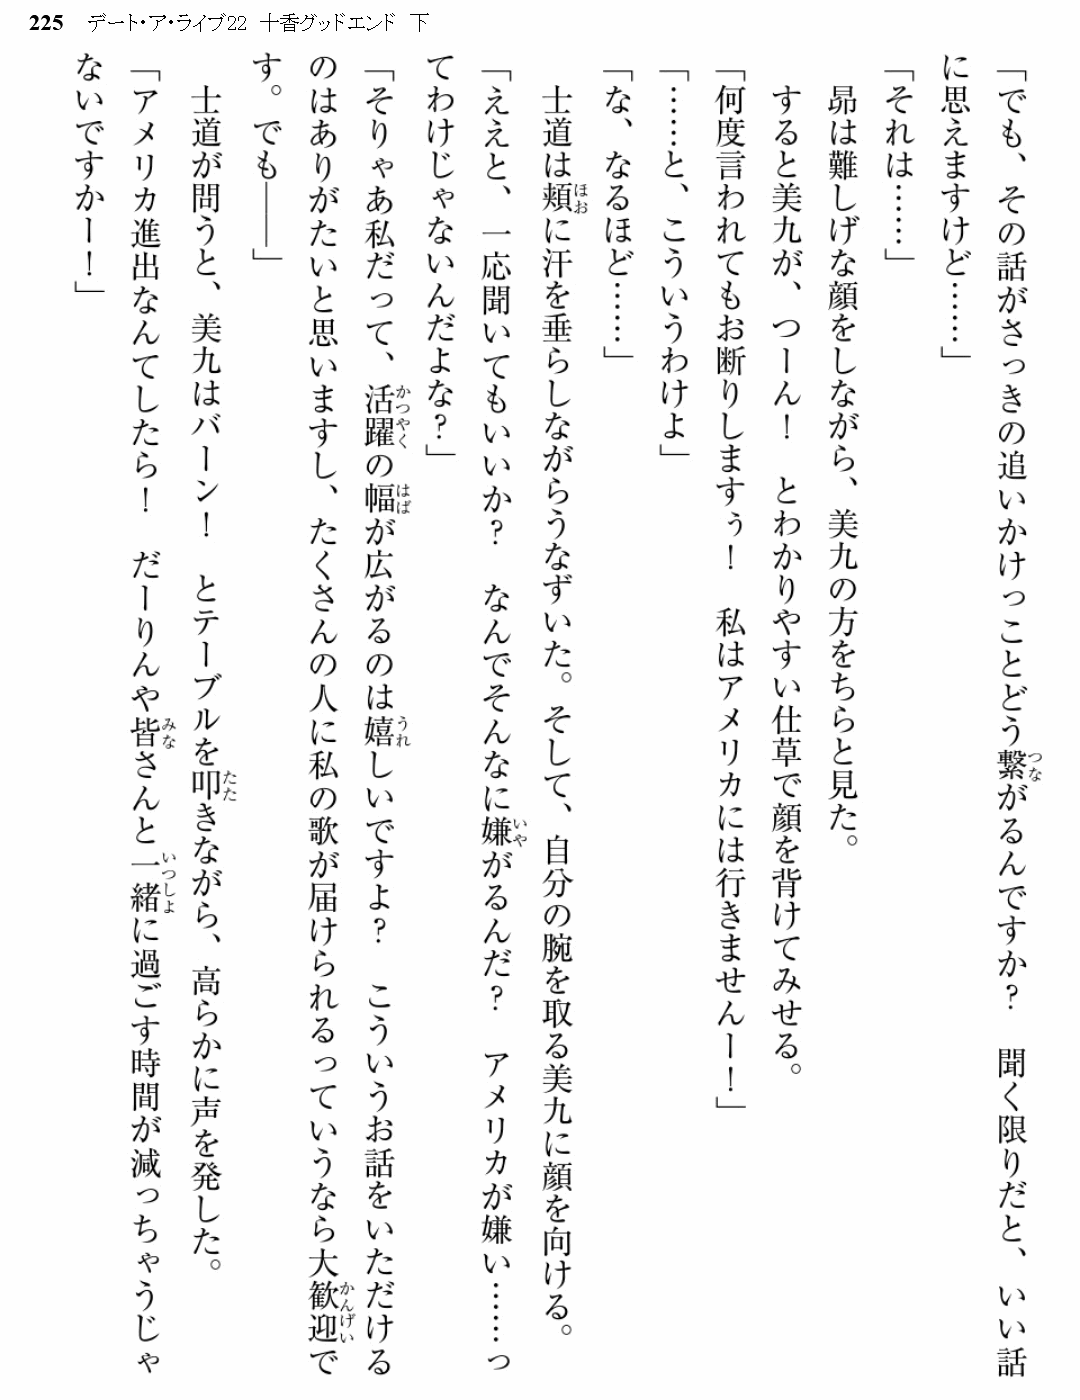 225 デート・ア・ライブ22 十香グッドエンド 下
「でも、その話がさっきの追いかけっことどう繋がるんですか？　聞く限りだと、いい話
に思えますけど……」
「それは……」
　昴は難しげな顔をしながら、美九の方をちらと見た。
　すると美九が、つーん！　とわかりやすい仕草で顔を背けてみせる。
「何度言われてもお断りしますぅ！　私はアメリカには行きませんー！」
「……と、こういうわけよ」
「な、なるほど……」
　士道は頬に汗を垂らしながらうなずいた。そして、自分の腕を取る美九に顔を向ける。
「ええと、一応聞いてもいいか？　なんでそんなに嫌がるんだ？　アメリカが嫌い……っ
てわけじゃないんだよな？」
「そりゃあ私だって、活躍の幅が広がるのは嬉しいですよ？　こういうお話をいただける
のはありがたいと思いますし、たくさんの人に私の歌が届けられるっていうなら大歓迎で
す。でも――」
　士道が問うと、美九はバーン！　とテーブルを叩きながら、高らかに声を発した。
「アメリカ進出なんてしたら！　だーりんや皆さんと一緒に過ごす時間が減っちゃうじゃ
ないですかー！」